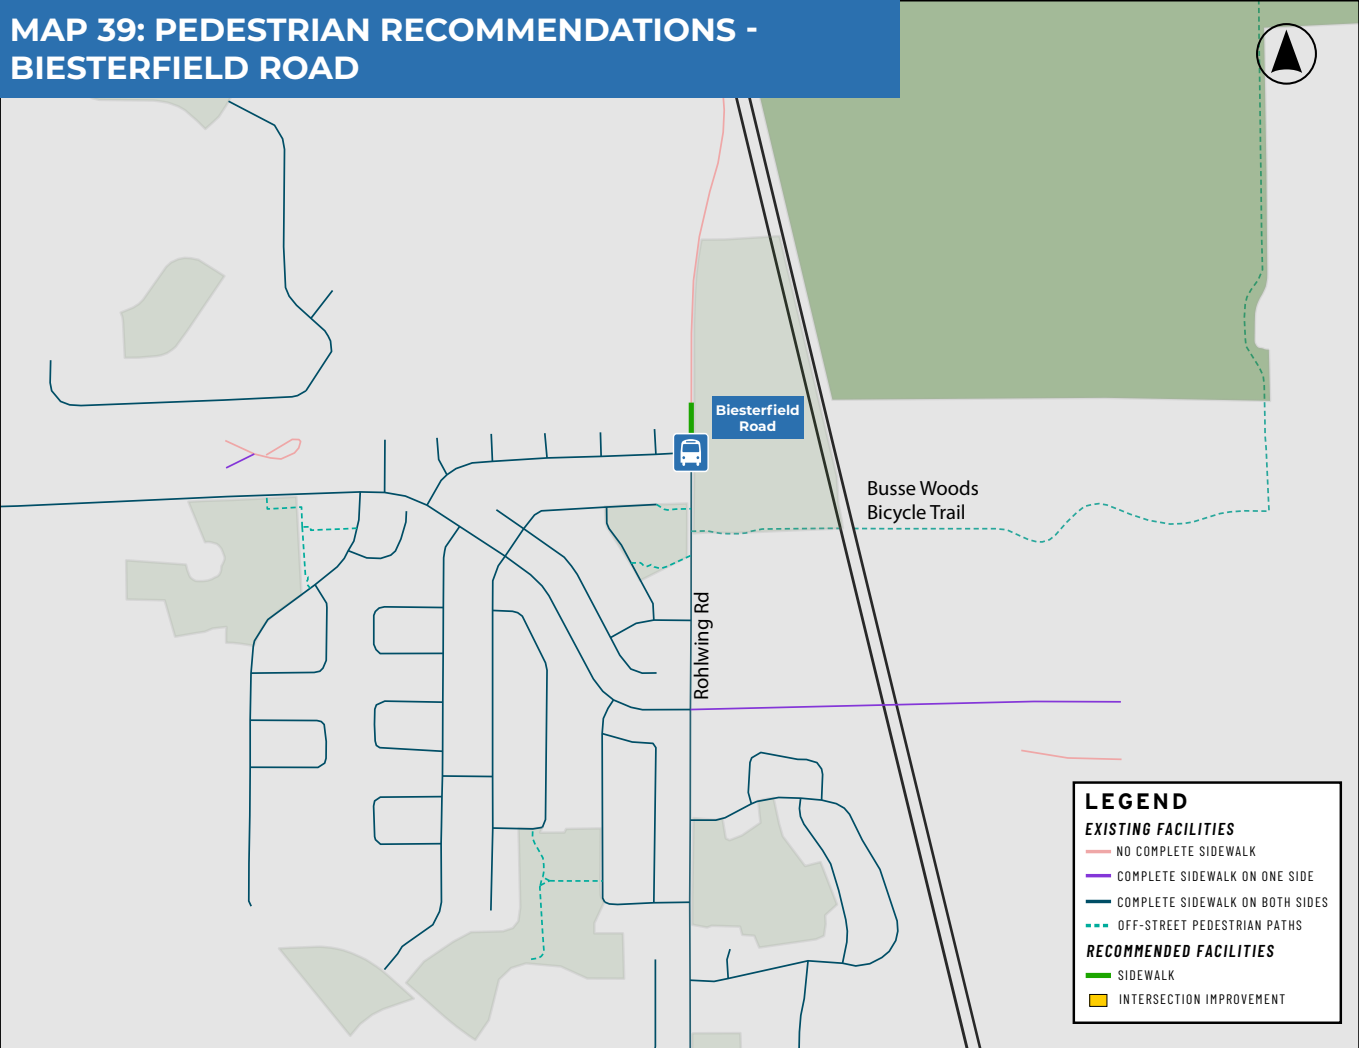 MAP 39: PEDESTRIAN RECOMMENDATIONS -
BIESTERFIELD ROAD
Biesterfield
Road
Busse Woods
Bicycle Trail
Rohlwing Rd
LEGEND
EXISTING FACILITIES
NO COMPLETE SIDEWALK
COMPLETE SIDEWALK ON ONE SIDE
COMPLETE SIDEWALK ON BOTH SIDES
OFF-STREET PEDESTRIAN PATHS
RECOMMENDED FACILITIES
SIDEWALK
INTERSECTION IMPROVEMENT